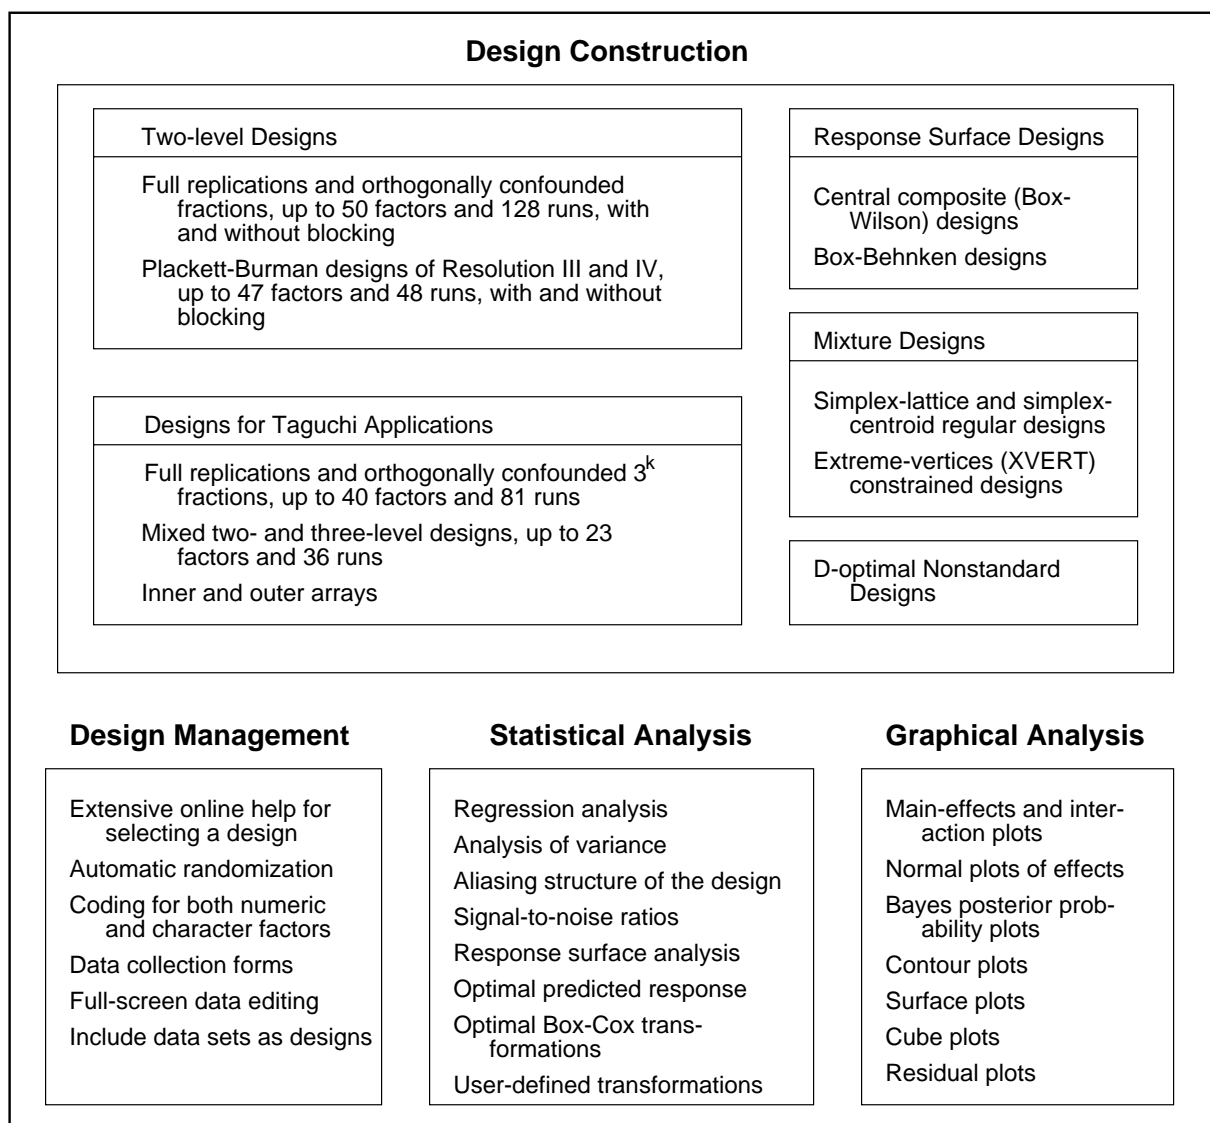 Design Construction
Two-level Designs
Full replications and orthogonally confounded
fractions, up to 50 factors and 128 runs, with
and without blocking
Plackett-Burman designs of Resolution III and IV,
up to 47 factors and 48 runs, with and without
blocking
Designs for Taguchi Applications
Full replications and orthogonally confounded 3^k
fractions, up to 40 factors and 81 runs
Mixed two- and three-level designs, up to 23
factors and 36 runs
Inner and outer arrays
Response Surface Designs
Central composite (Box-
Wilson) designs
Box-Behnken designs
Mixture Designs
Simplex-lattice and simplex-
centroid regular designs
Extreme-vertices (XVERT)
constrained designs
D-optimal Nonstandard
Designs
Design Management
Extensive online help for
selecting a design
Automatic randomization
Coding for both numeric
and character factors
Data collection forms
Full-screen data editing
Include data sets as designs
Statistical Analysis
Regression analysis
Analysis of variance
Aliasing structure of the design
Signal-to-noise ratios
Response surface analysis
Optimal predicted response
Optimal Box-Cox trans-
formations
User-defined transformations
Graphical Analysis
Main-effects and inter-
action plots
Normal plots of effects
Bayes posterior prob-
ability plots
Contour plots
Surface plots
Cube plots
Residual plots